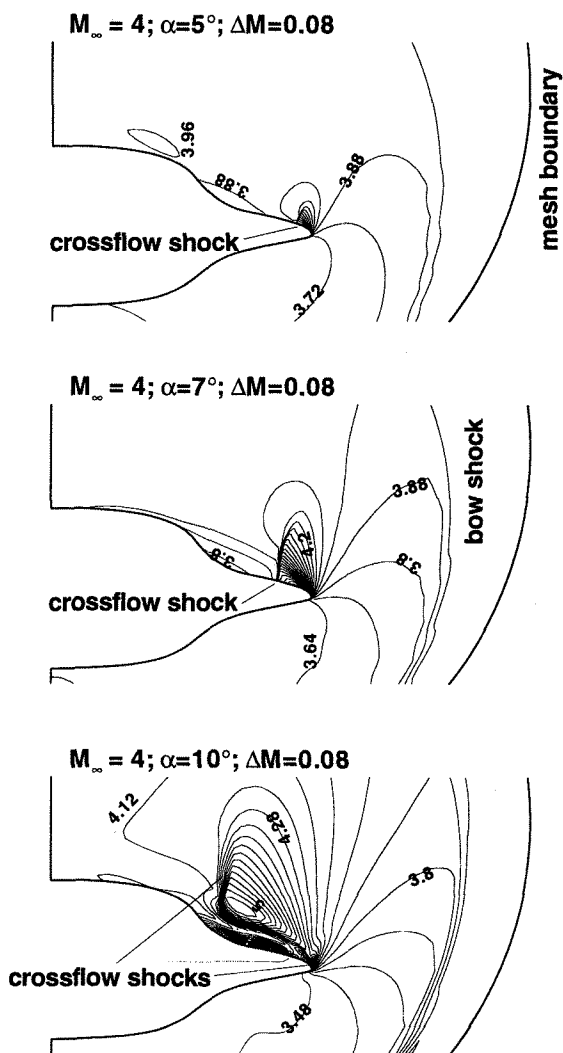 M∞ = 4; α=5°; ΔM=0.08
3.96
3.88
3.88
mesh boundary
crossflow shock
3.72
M∞ = 4; α=7°; ΔM=0.08
bow shock
3.88
4.2
3.8
3.8
crossflow shock
3.64
M∞ = 4; α=10°; ΔM=0.08
4.12
4.28
3.8
5
crossflow shocks
3.48